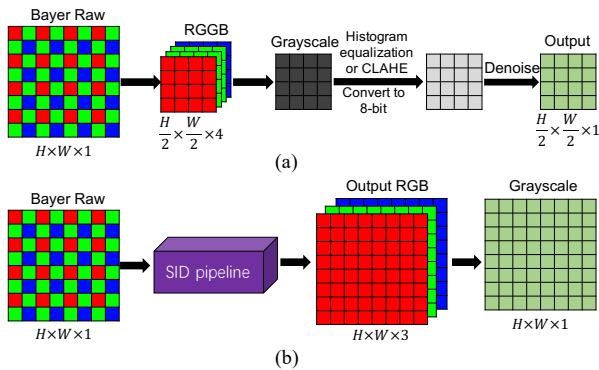 Bayer Raw
RGGB
Grayscale
Histogram
equalization
or CLAHE
Convert to
8-bit
Denoise
Output
H×W×1
H/2×W/2×4
H/2×W/2×1
(a)
Bayer Raw
SID pipeline
Output RGB
Grayscale
H×W×1
H×W×3
H×W×1
(b)